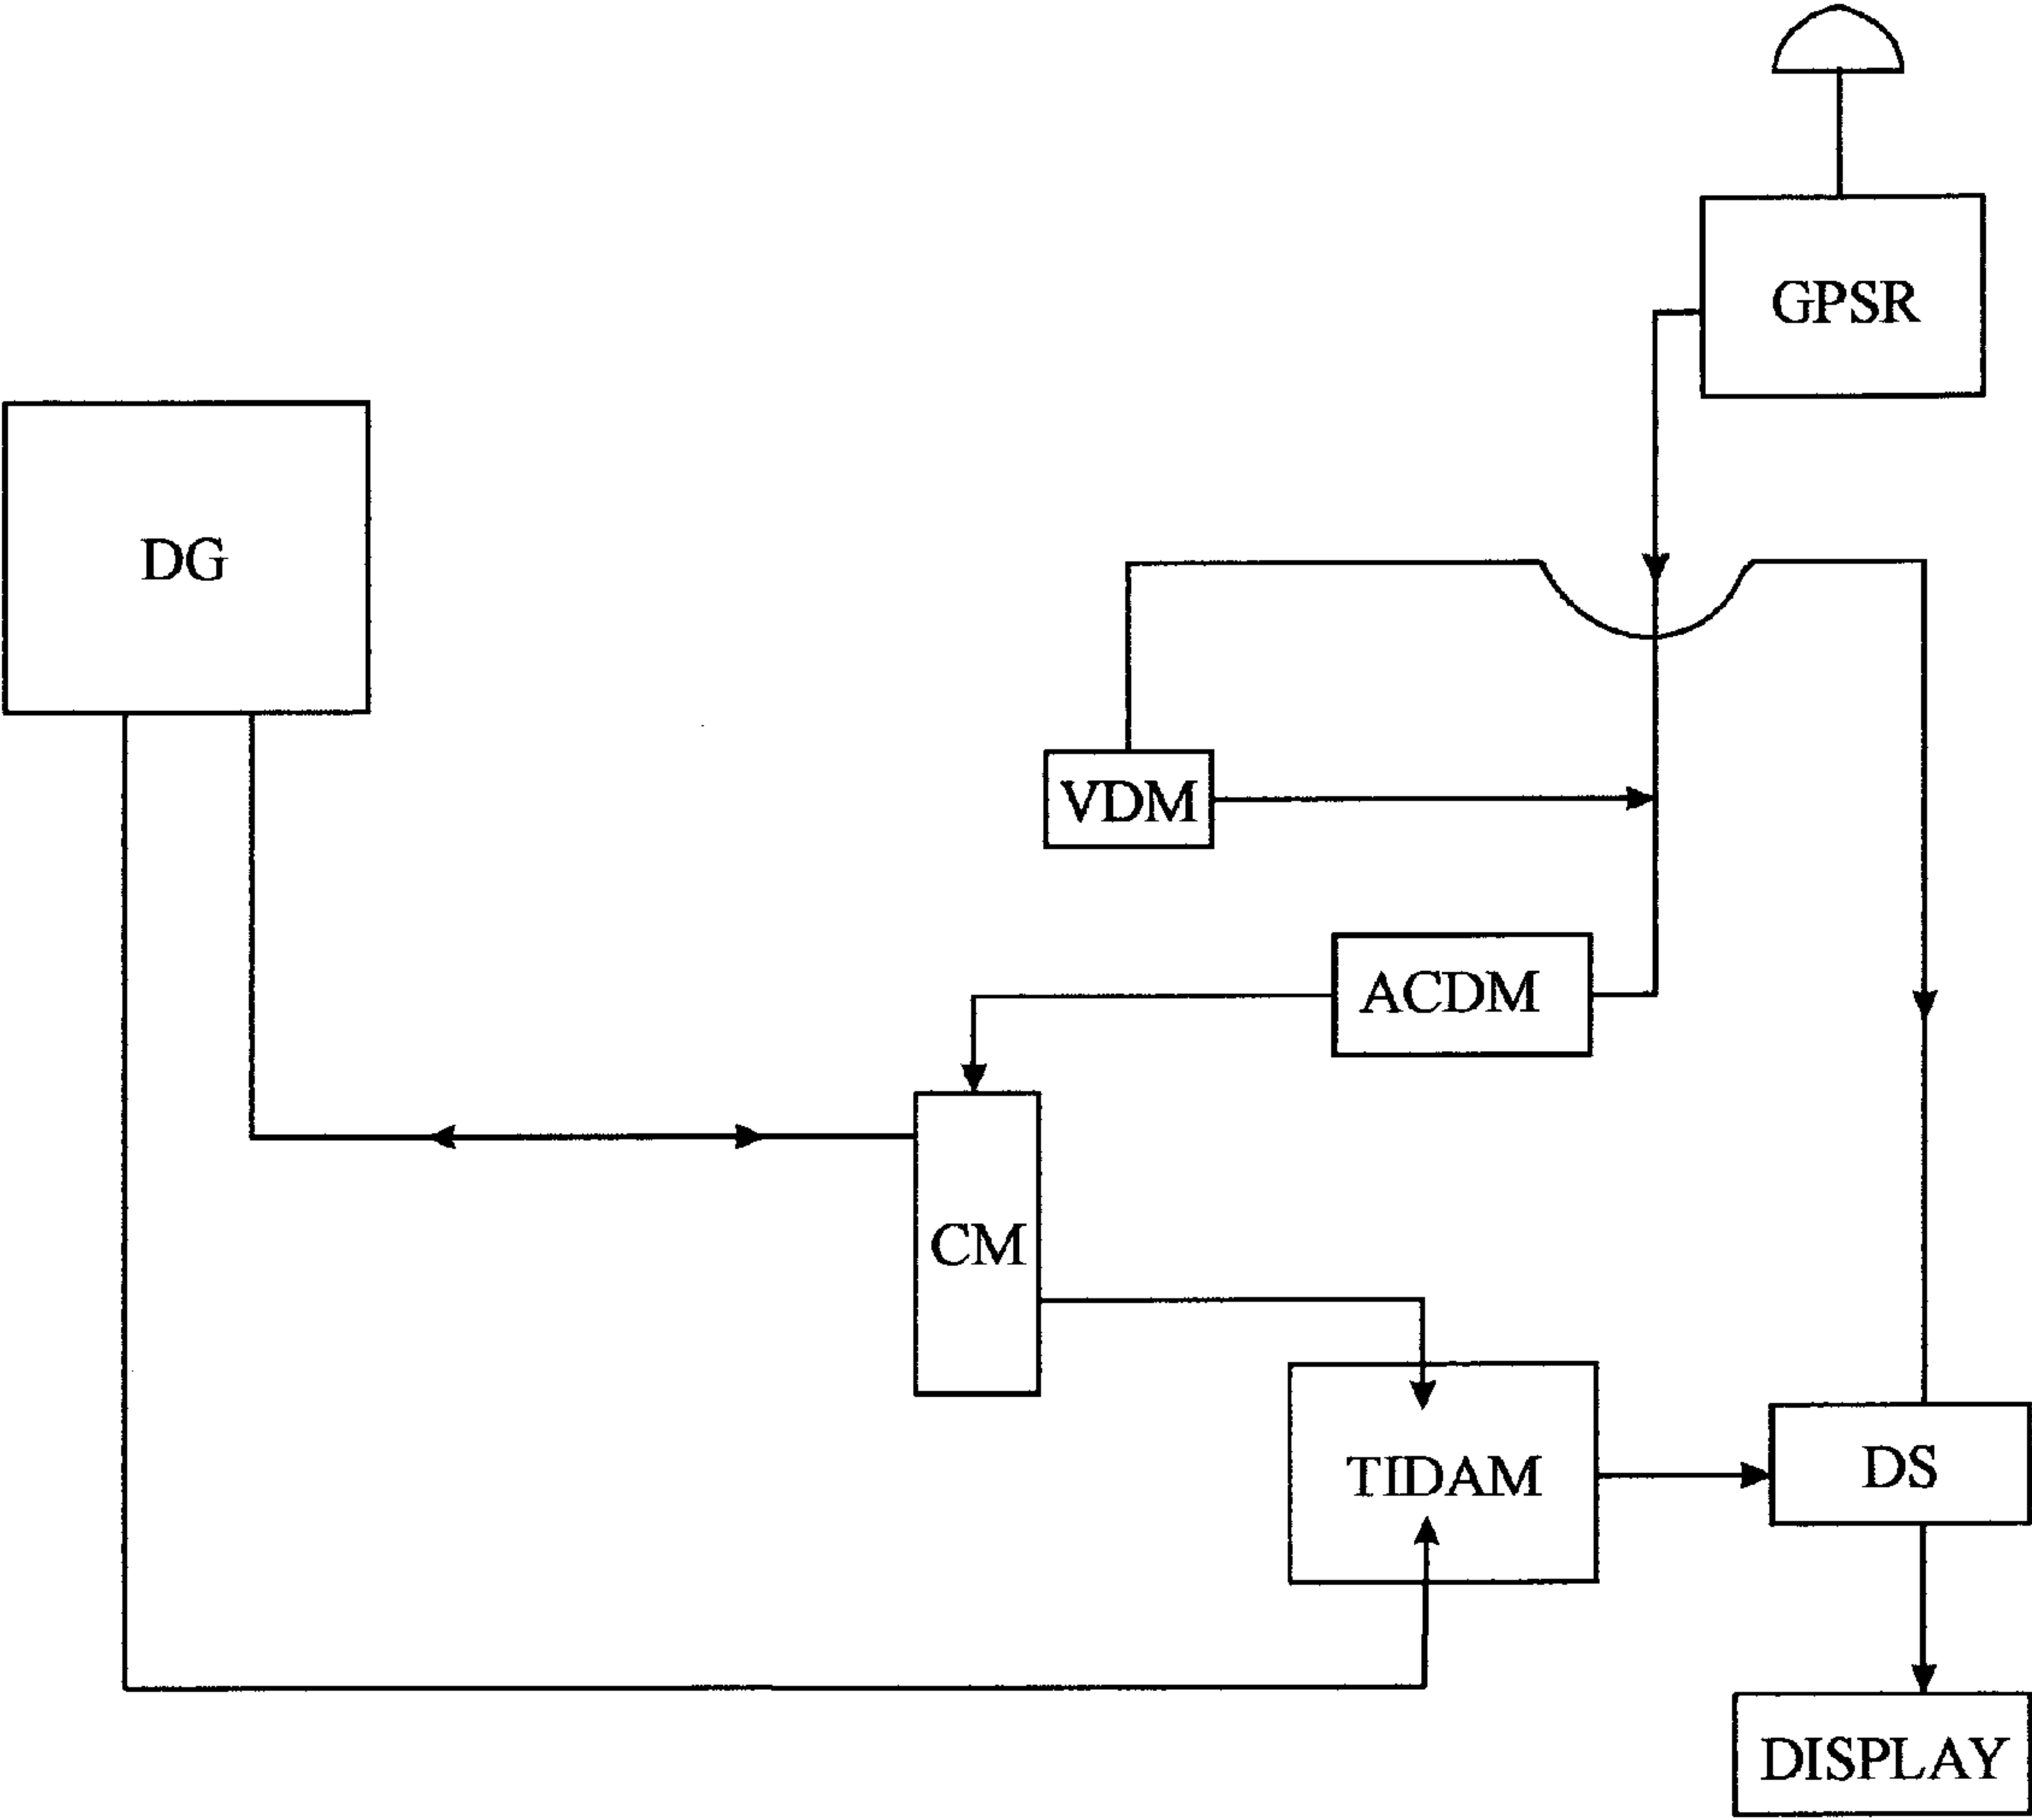 GPSR
DG
VDM
ACDM
CM
TIDAM
DS
DISPLAY